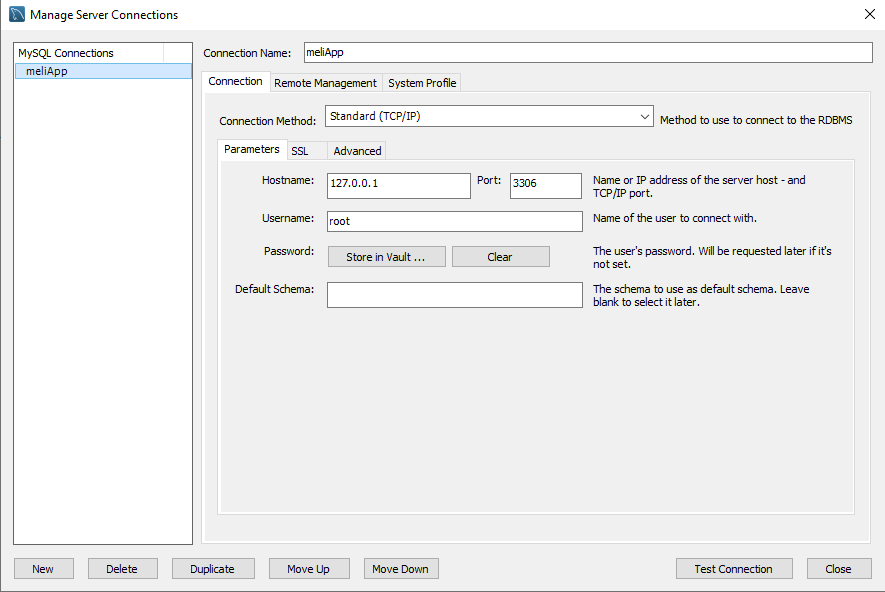 Manage Server Connections
MySQL Connections
meliApp
Connection Name:
meliApp
Connection
Remote Management
System Profile
Connection Method:
Standard (TCP/IP)
Method to use to connect to the RDBMS
Parameters
SSL
Advanced
Hostname:
127.0.0.1
Port:
3306
Name or IP address of the server host - and
TCP/IP port.
Username:
root
Name of the user to connect with.
Password:
Store in Vault ...
Clear
The user's password. Will be requested later if it's
not set.
Default Schema:
The schema to use as default schema. Leave
blank to select it later.
New
Delete
Duplicate
Move Up
Move Down
Test Connection
Close